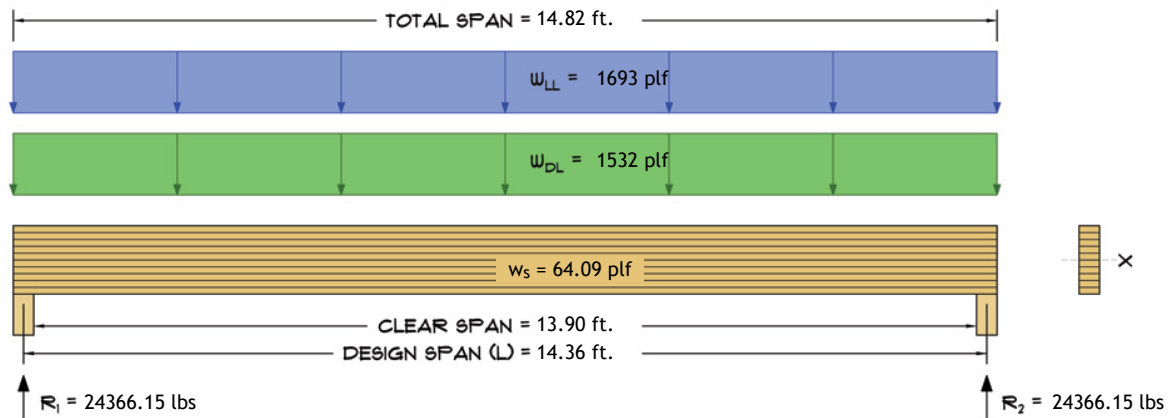 TOTAL SPAN = 14.82 ft.
wLL = 1693 plf
wDL = 1532 plf
ws = 64.09 plf
X
CLEAR SPAN = 13.90 ft.
DESIGN SPAN (L) = 14.36 ft.
R1 = 24366.15 lbs
R2 = 24366.15 lbs